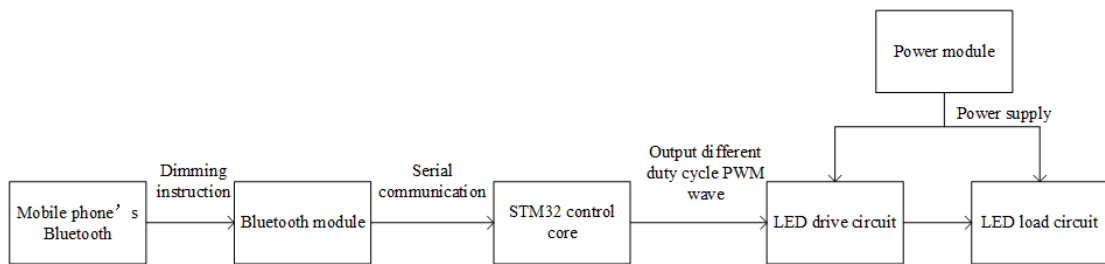 Power module
Power supply
Dimming
instruction
Serial
communication
Output different
duty cycle PWM
wave
Mobile phone’s
Bluetooth
Bluetooth module
STM32 control
core
LED drive circuit
LED load circuit